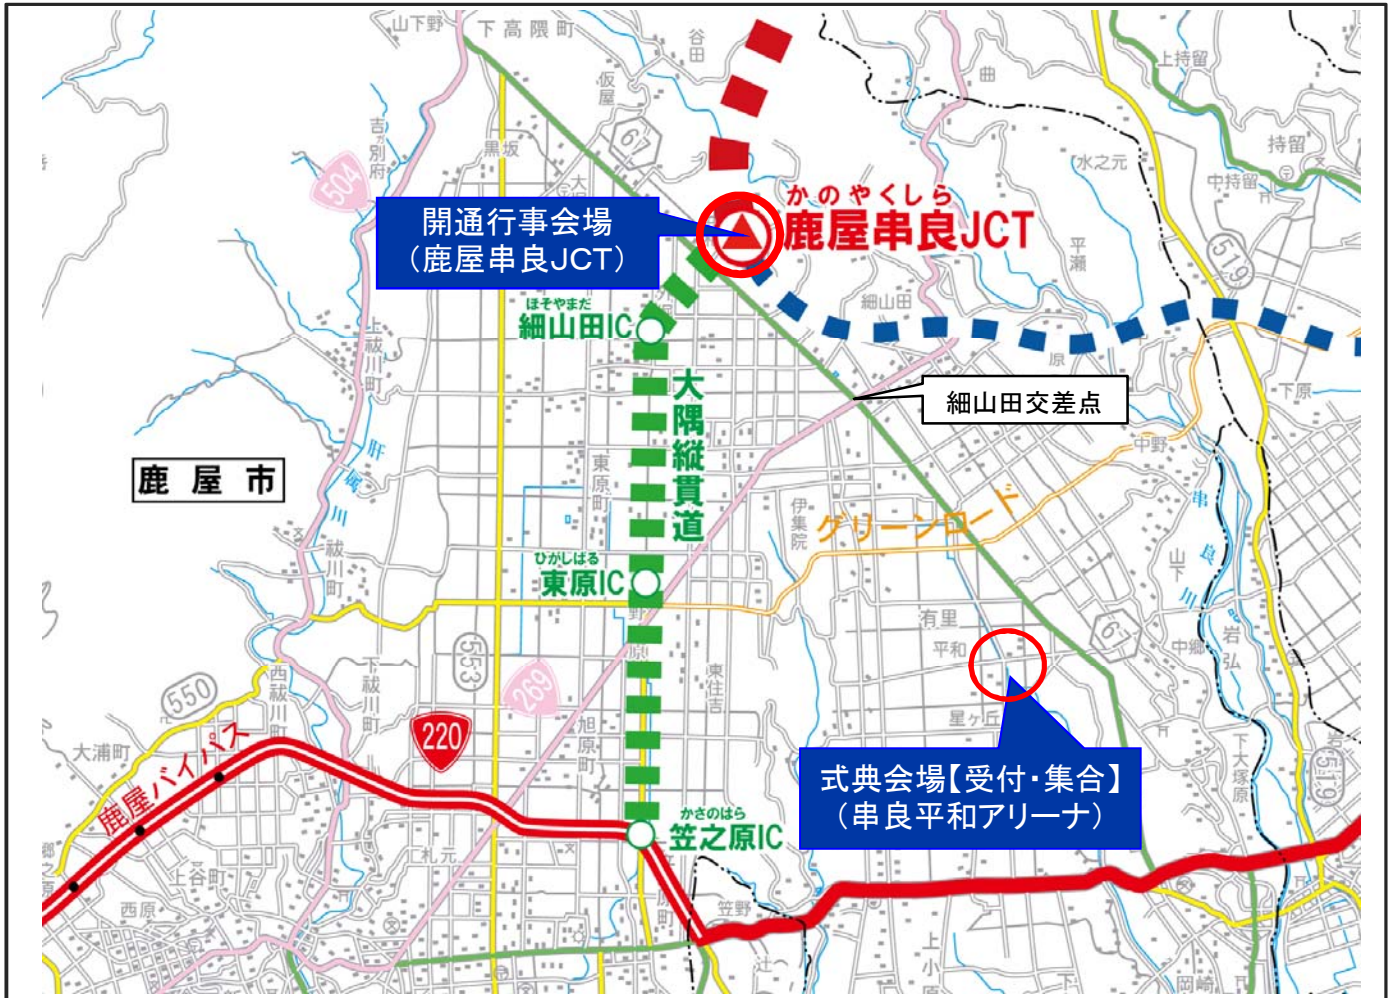 山下野
下高隈町
谷田
上持留
仮屋
曲
吉ヶ別府
黒坂
67
水之元
持留
504
中持留
かのやくしら
鹿屋串良JCT
開通行事会場
（鹿屋串良JCT）
平瀬
519
ほそやまだ
細山田IC
細山田
上祓川町
原
大隅縦貫道
下原
細山田交差点
肝属川
中野
鹿屋市
東原町
伊集院
グリーンロード
串良川
祓川町
ひがしばる
東原IC
山下
野
原
有里
67
岩弘
平和
中郷
553
西祓川町
下祓川町
東住吉
550
269
星ヶ丘
旭原町
220
大浦町
鹿屋バイパス
下大塚原
519
式典会場【受付・集合】
（串良平和アリーナ）
かさのはら
笠之原IC
札元
上谷町
西原
笠野
岡崎